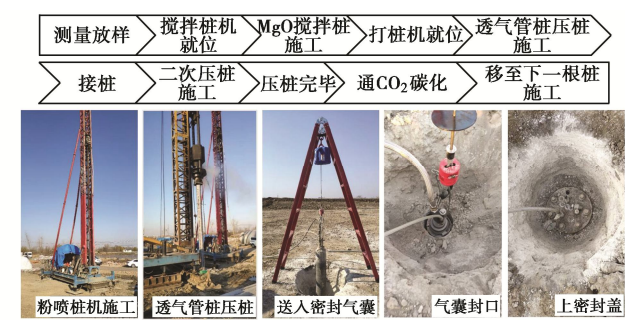 测量放样
搅拌桩机
就位
MgO搅拌桩
施工
打桩机就位
透气管桩压桩
施工
接桩
二次压桩
施工
压桩完毕
通CO₂碳化
移至下一根桩
施工
粉喷桩机施工
透气管桩压桩
送入密封气囊
气囊封口
上密封盖